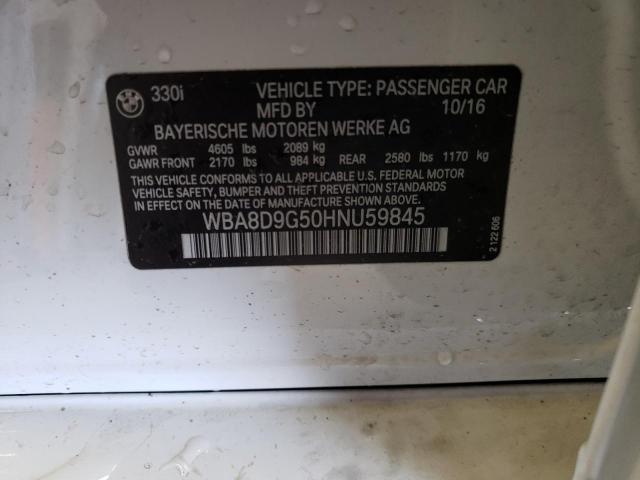 330i VEHICLE TYPE: PASSENGER CAR
MFD BY 10/16
BAYERISCHE MOTOREN WERKE AG
GVWR 4605 lbs 2089 kg
GAWR FRONT 2170 lbs 984 kg REAR 2580 lbs 1170 kg
THIS VEHICLE CONFORMS TO ALL APPLICABLE U.S. FEDERAL MOTOR
VEHICLE SAFETY, BUMPER AND THEFT PREVENTION STANDARDS
IN EFFECT ON THE DATE OF MANUFACTURE SHOWN ABOVE.
WBA8D9G50HNU59845
2 122 606